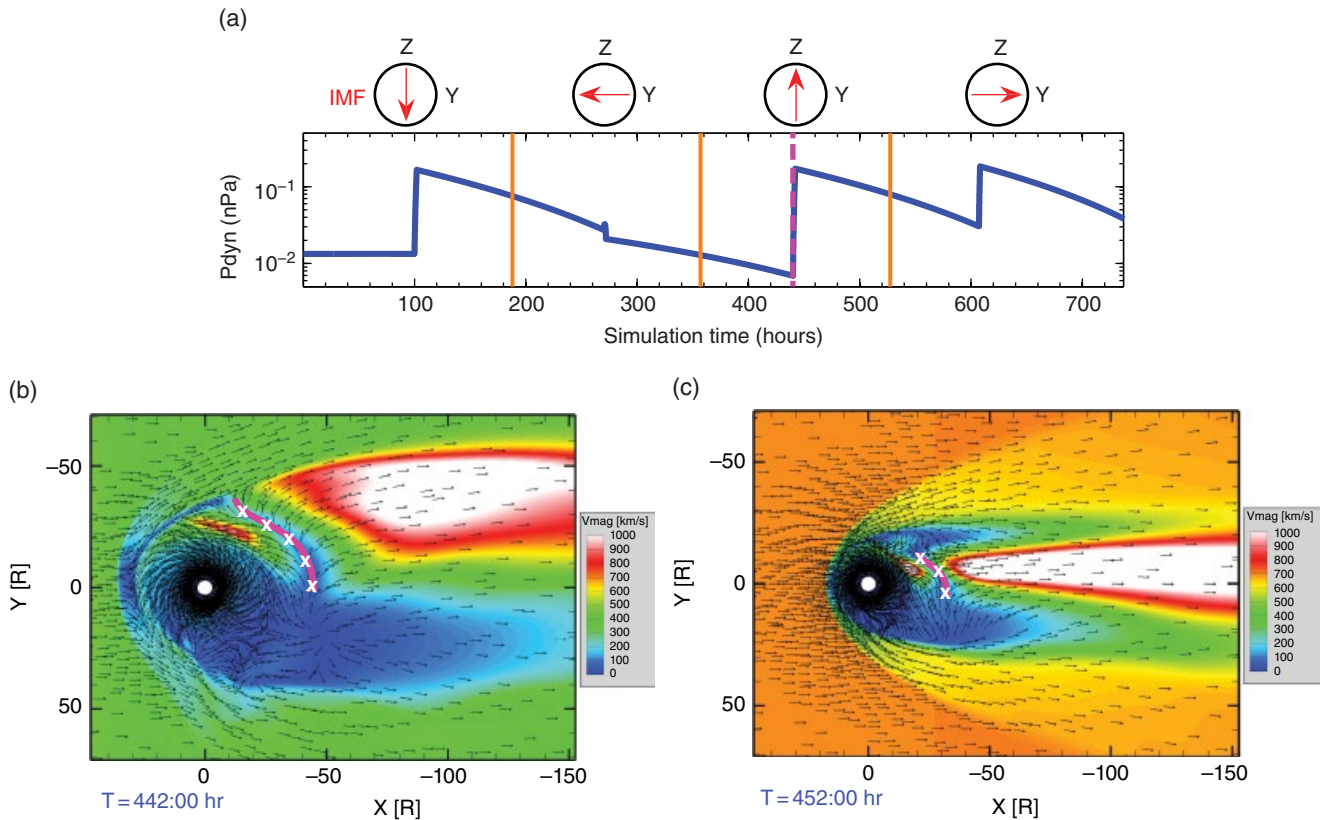 (a)
Z Z Z Z
IMF Y Y Y Y
Pdyn (nPa)
10⁻¹
10⁻²
100 200 300 400 500 600 700
Simulation time (hours)
(b)
Y [R]
−50
0
50
0 −50 −100 −150
X [R]
T = 442:00 hr
Vmag [km/s]
1000
900
800
700
600
500
400
300
200
100
0
x x x x x
(c)
Y [R]
−50
0
50
0 −50 −100 −150
X [R]
T = 452:00 hr
Vmag [km/s]
1000
900
800
700
600
500
400
300
200
100
0
x x x